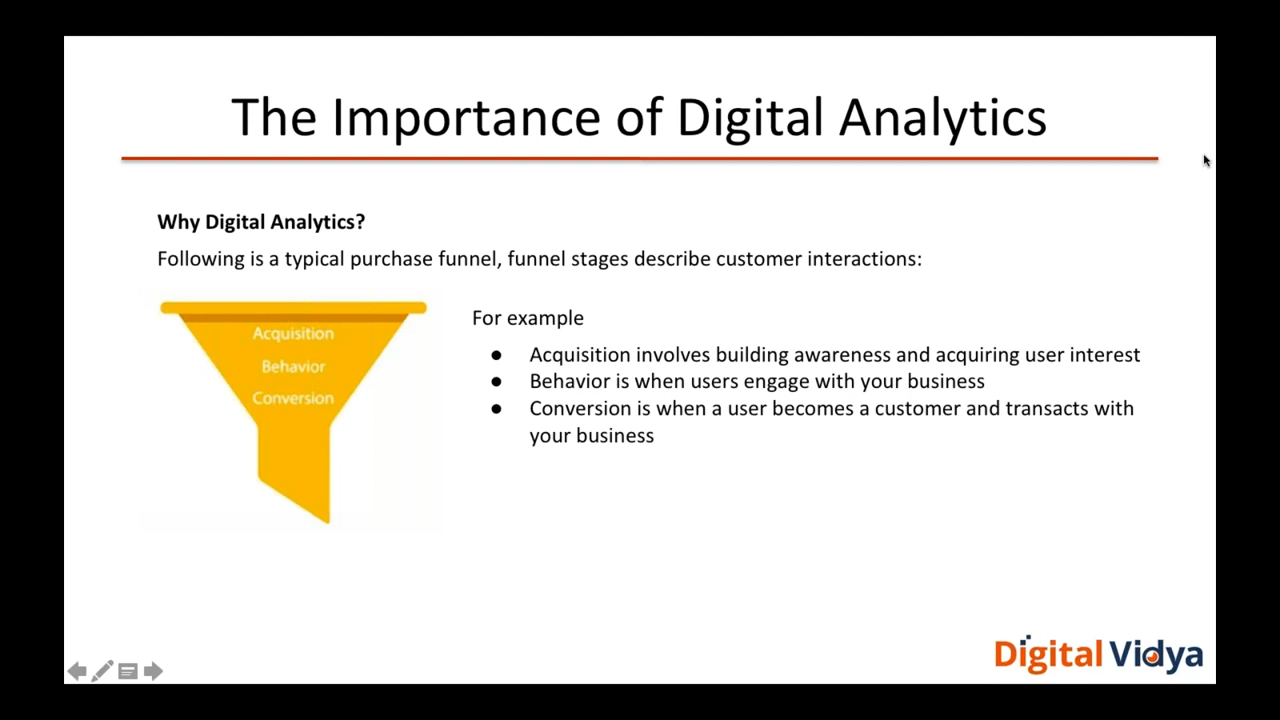 The Importance of Digital Analytics
Why Digital Analytics?
Following is a typical purchase funnel, funnel stages describe customer interactions:
Acquisition
Behavior
Conversion
For example
● Acquisition involves building awareness and acquiring user interest
● Behavior is when users engage with your business
● Conversion is when a user becomes a customer and transacts with
your business
Digital Vidya